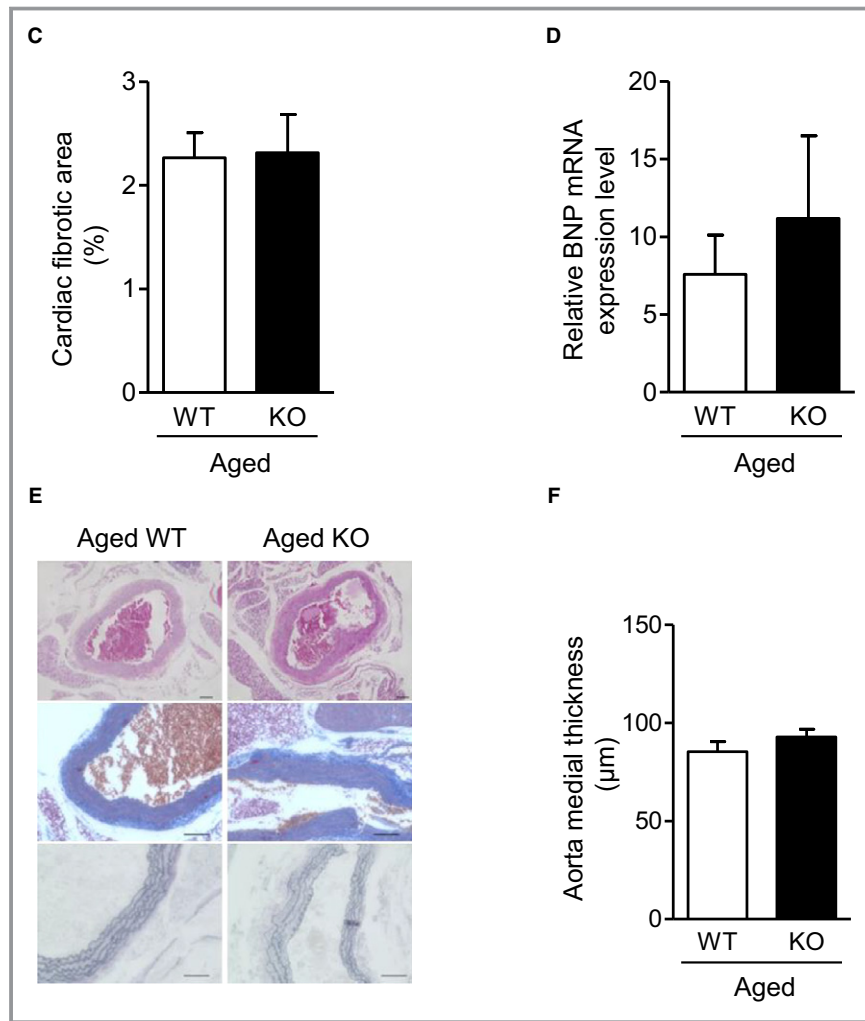 C
Cardiac fibrotic area
(%)
3
2
1
0
WT KO
Aged
D
Relative BNP mRNA
expression level
20
15
10
5
0
WT KO
Aged
E
Aged WT Aged KO
F
Aorta medial thickness
(µm)
150
100
50
0
WT KO
Aged